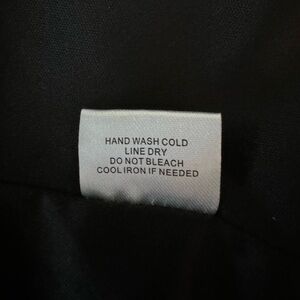 HAND WASH COLD
LINE DRY
DO NOT BLEACH
COOL IRON IF NEEDED